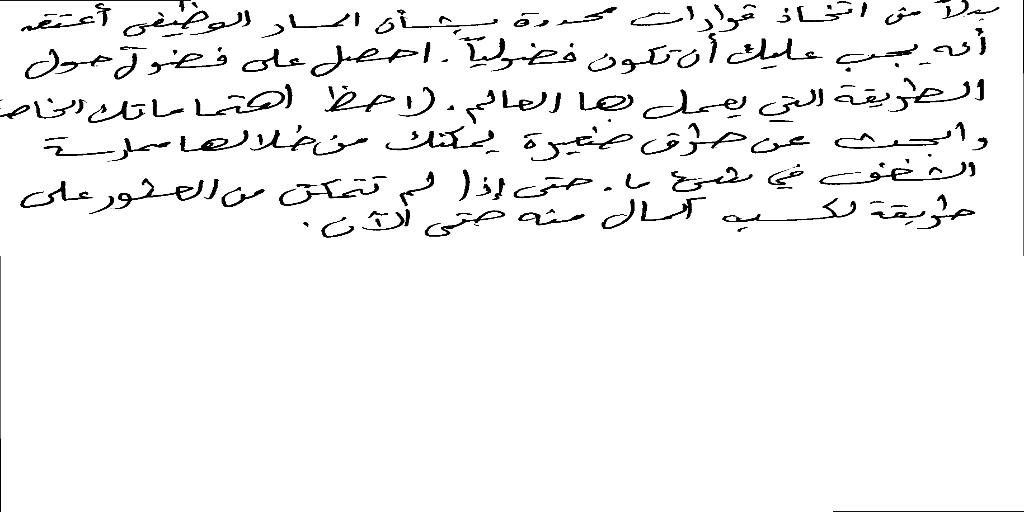 بدلاً من اتخاذ قرارات محددة بشأن المسار الوظيفي أعتقد
أنه يجب عليك أن تكون فضولياً. احصل على فضول حول
الطريقة التي يعمل بها العالم. لاحظ اهتماماتك الخاصة
وابحث عن طرق صغيرة يمكنك من خلالها ممارسة
الشغف في شيء ما. حتى إذا لم تتمكن من العثور على
طريقة لكسب المال منه حتى الآن.